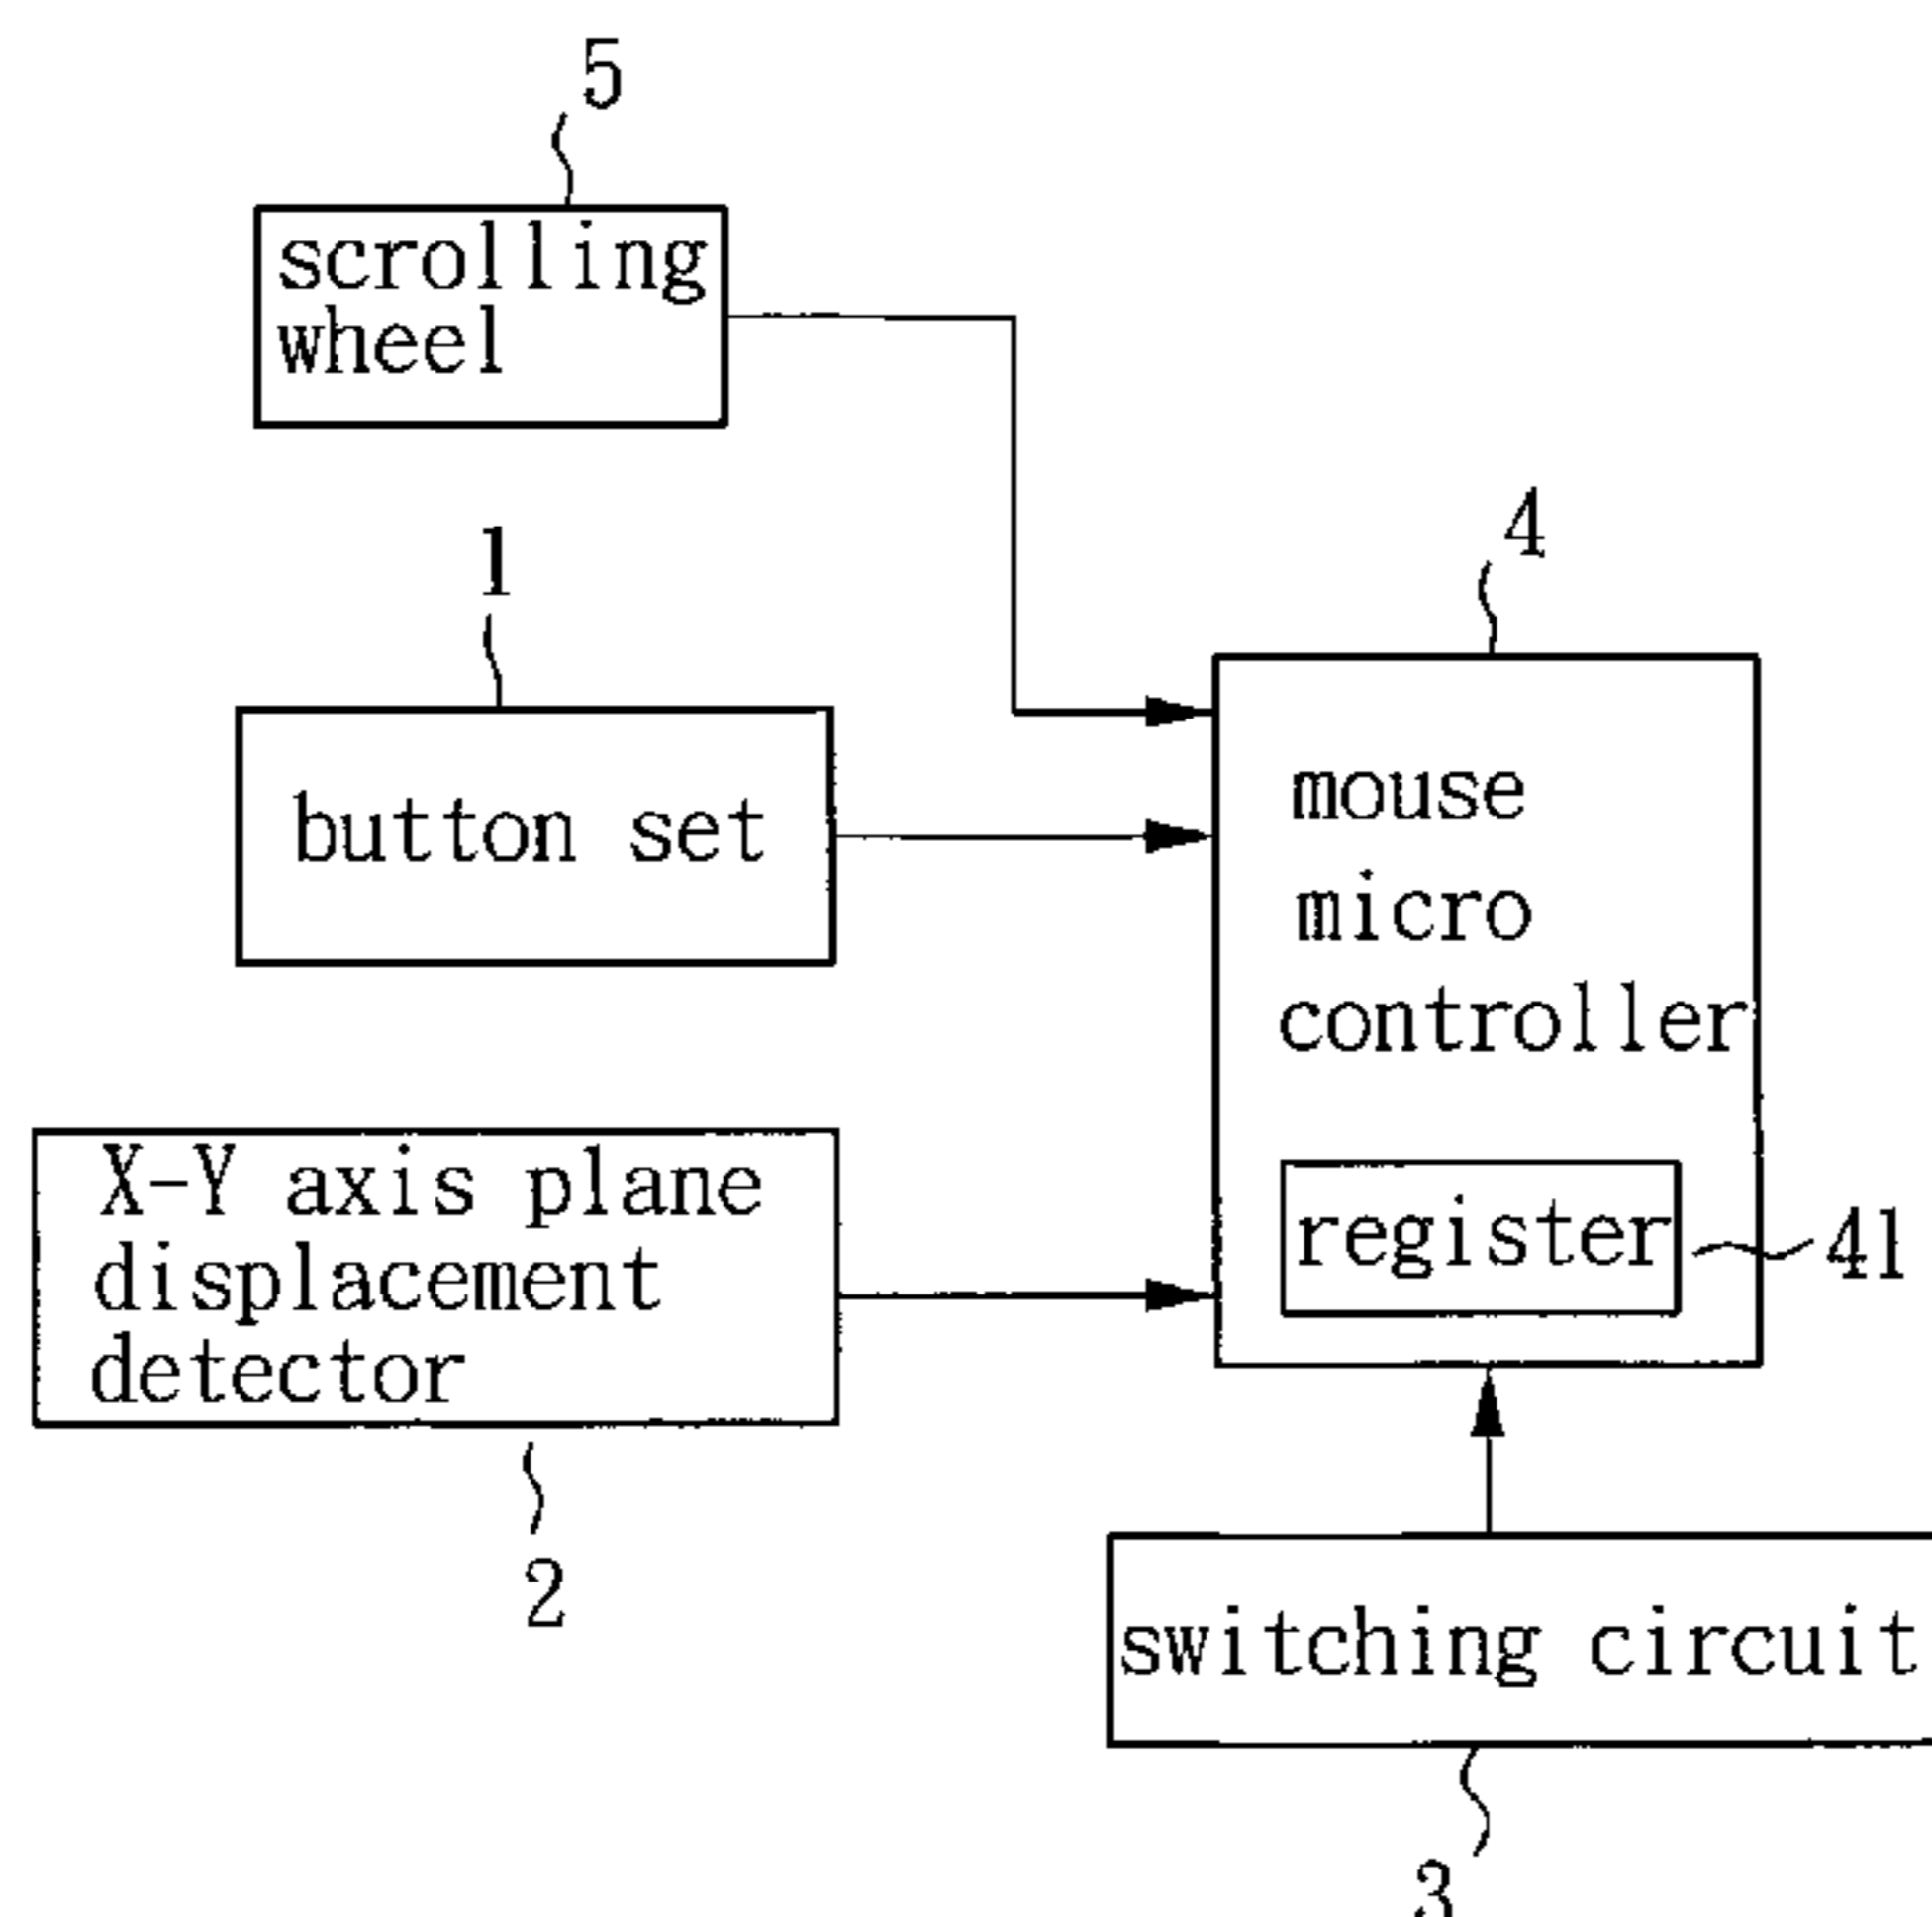 5
scrolling
wheel
1
button set
4
mouse
micro
controller
register
41
X-Y axis plane
displacement
detector
2
switching circuit
3